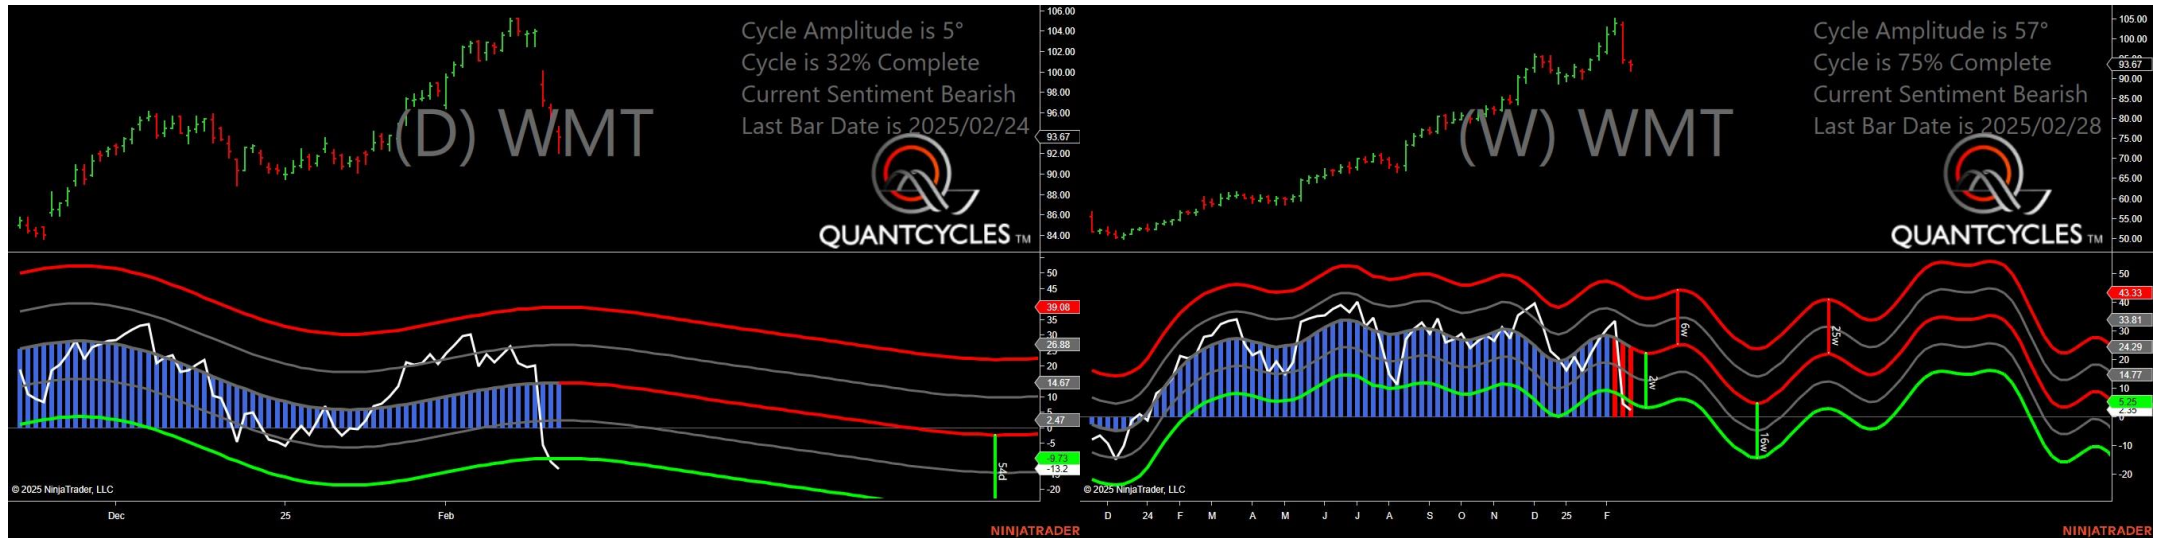 Cycle Amplitude is 5°
Cycle is 32% Complete
Current Sentiment Bearish
Last Bar Date is 2025/02/24
(D) WMT
QUANTCYCLES TM
106.00
104.00
102.00
100.00
98.00
96.00
93.67
92.00
90.00
88.00
86.00
84.00
50
45
39.08
35
30
26.88
25
20
14.67
10
5
2.47
0
-5
-9.73
-13.2
-20
54d
© 2025 NinjaTrader, LLC
Dec
25
Feb
NINJATRADER
Cycle Amplitude is 57°
Cycle is 75% Complete
Current Sentiment Bearish
Last Bar Date is 2025/02/28
(W) WMT
QUANTCYCLES TM
105.00
100.00
93.67
90.00
85.00
80.00
75.00
70.00
65.00
60.00
55.00
50.00
50
43.33
40
33.81
30
24.29
20
14.77
10
5.25
2.35
-10
-20
6w
25w
2w
16w
© 2025 NinjaTrader, LLC
D 24 F M A M J J A S O N D 25 F
NINJATRADER